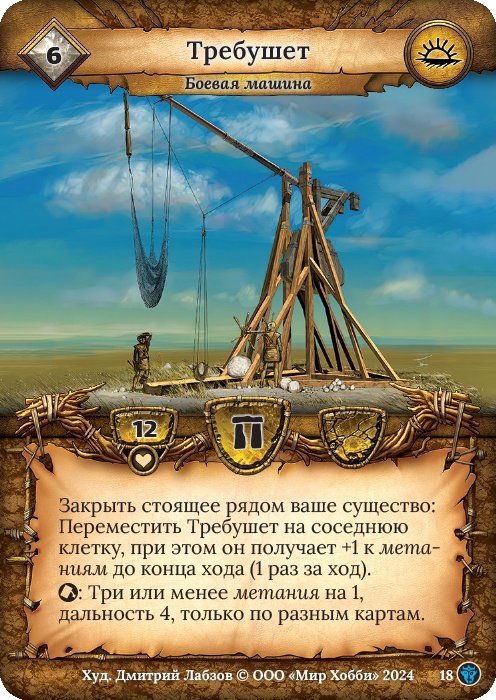 6
Требушет
Боевая машина
12
Закрыть стоящее рядом ваше существо:
Переместить Требушет на соседнюю
клетку, при этом он получает +1 к мета-
ниям до конца хода (1 раз за ход).
: Три или менее метания на 1,
дальность 4, только по разным картам.
Худ. Дмитрий Лабзов © ООО «Мир Хобби» 2024 18